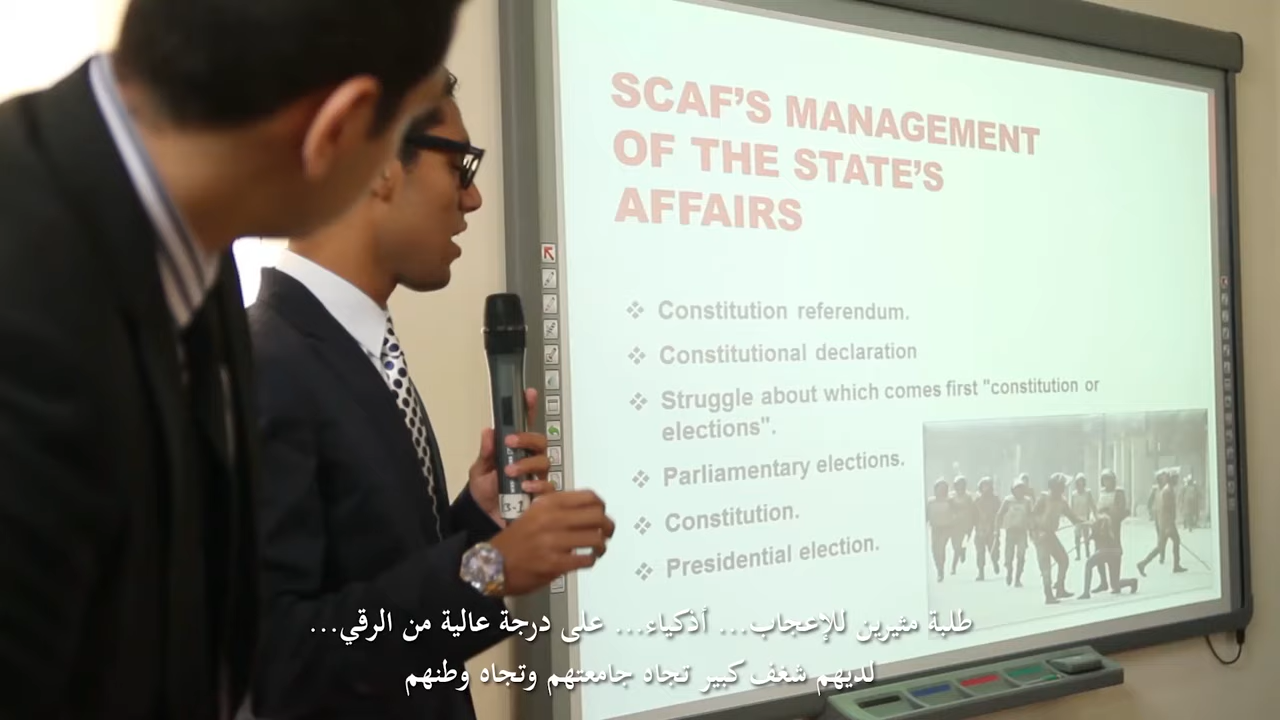 SCAF'S MANAGEMENT
OF THE STATE'S
AFFAIRS
Constitution referendum.
Constitutional declaration
Struggle about which comes first "constitution or
elections".
Parliamentary elections.
Constitution.
Presidential election.
3-1
طلبة مثيرين للإعجاب... أذكياء... على درجة عالية من الرقي...
لديهم شغف كبير تجاه جامعتهم وتجاه وطنهم